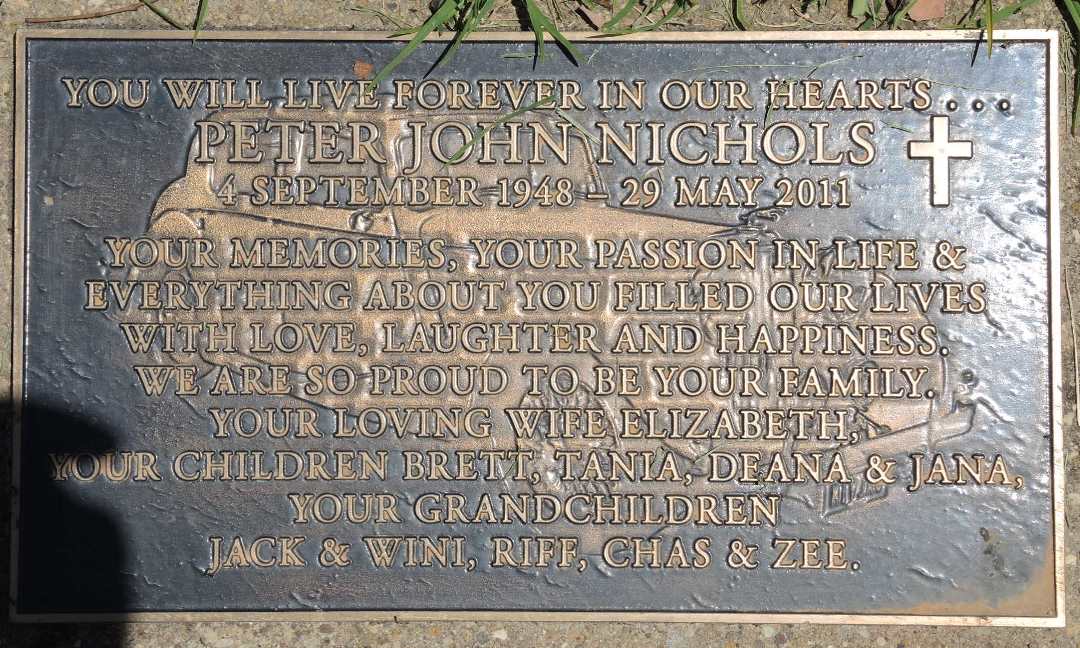 YOU WILL LIVE FOREVER IN OUR HEARTS . . .
PETER JOHN NICHOLS
4 SEPTEMBER 1948 – 29 MAY 2011
YOUR MEMORIES, YOUR PASSION IN LIFE &
EVERYTHING ABOUT YOU FILLED OUR LIVES
WITH LOVE, LAUGHTER AND HAPPINESS.
WE ARE SO PROUD TO BE YOUR FAMILY.
YOUR LOVING WIFE ELIZABETH,
YOUR CHILDREN BRETT, TANIA, DEANA & JANA,
YOUR GRANDCHILDREN
JACK & WINI, RIFF, CHAS & ZEE.